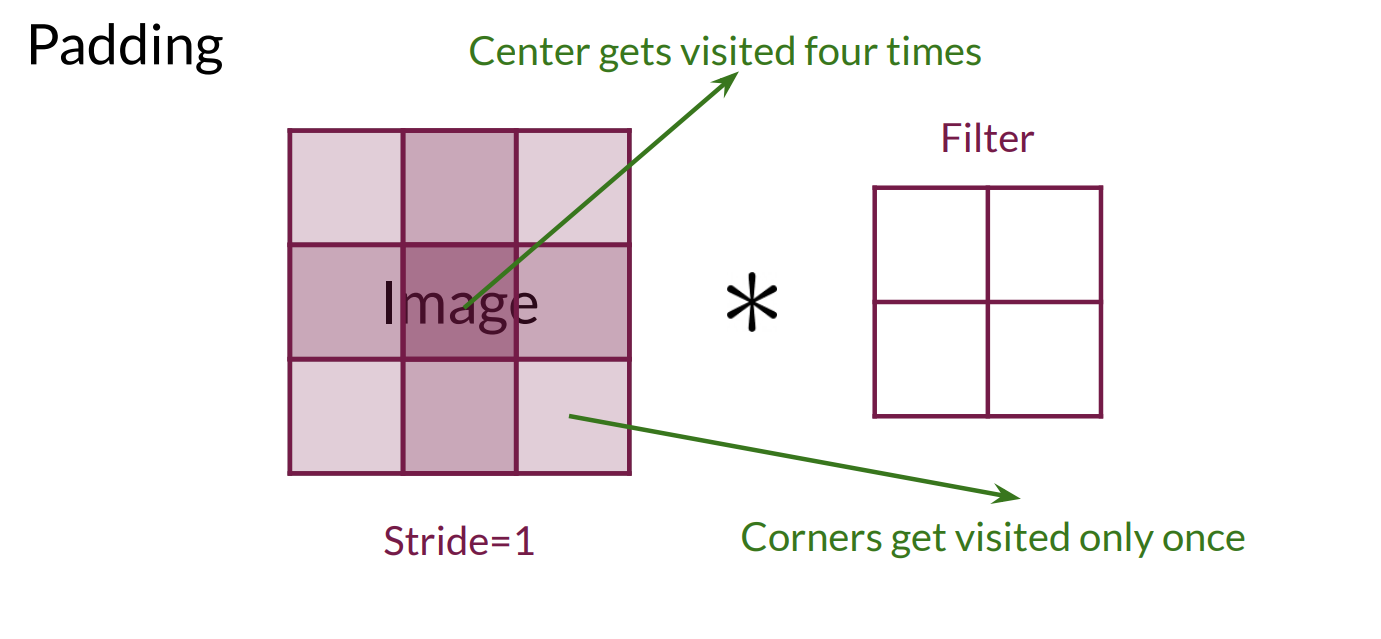 Padding
Center gets visited four times
Filter
Image
*
Stride=1
Corners get visited only once